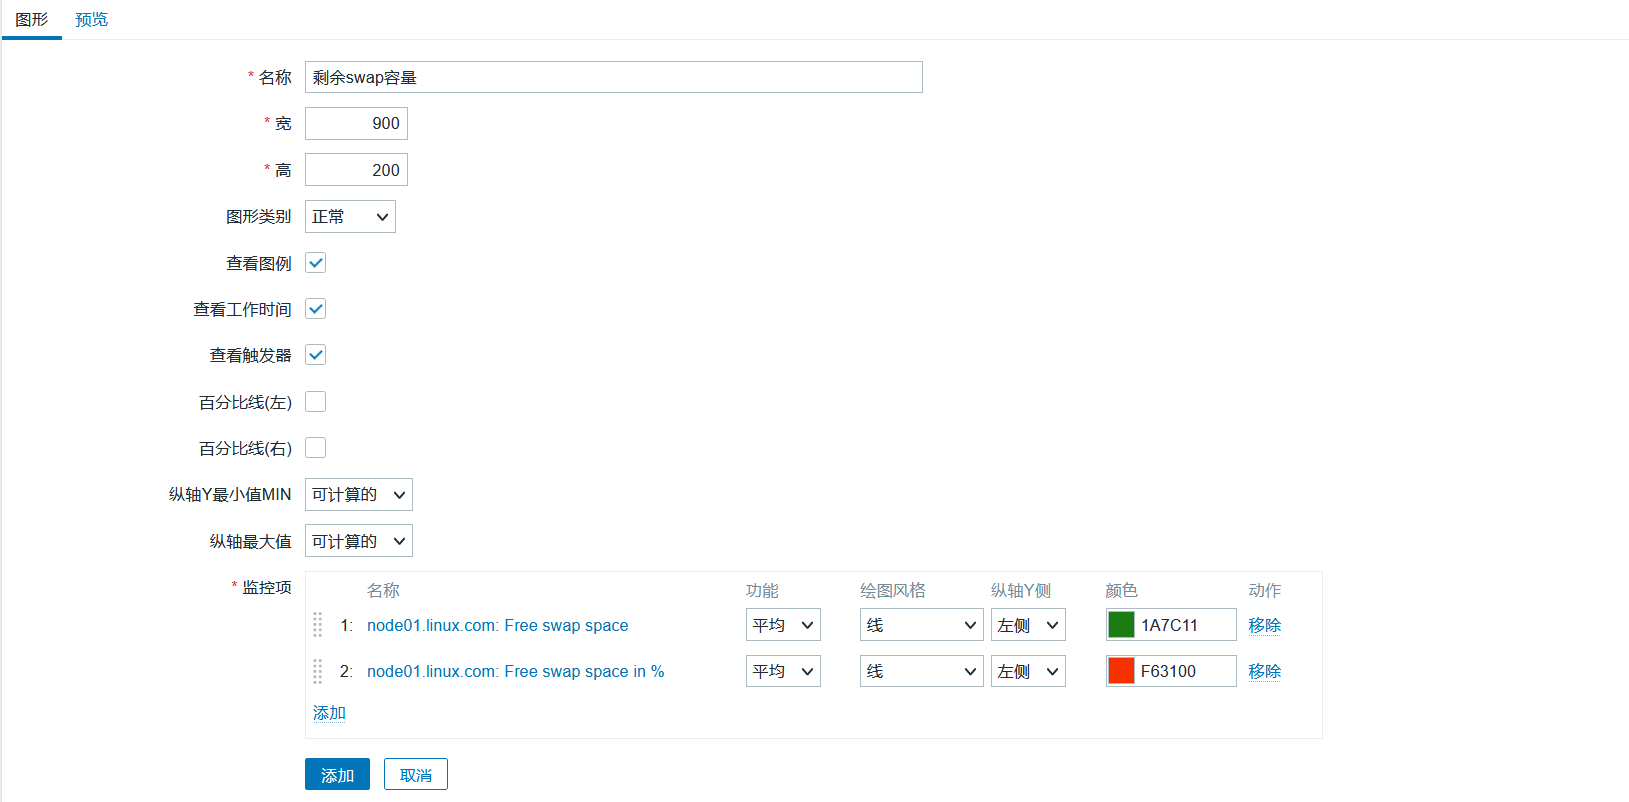 图形 预览
* 名称 剩余swap容量
* 宽 900
* 高 200
图形类别 正常
查看图例
查看工作时间
查看触发器
百分比线(左)
百分比线(右)
纵轴Y最小值MIN 可计算的
纵轴最大值 可计算的
* 监控项 名称 功能 绘图风格 纵轴Y侧 颜色 动作
1: node01.linux.com: Free swap space 平均 线 左侧 1A7C11 移除
2: node01.linux.com: Free swap space in % 平均 线 左侧 F63100 移除
添加
添加 取消